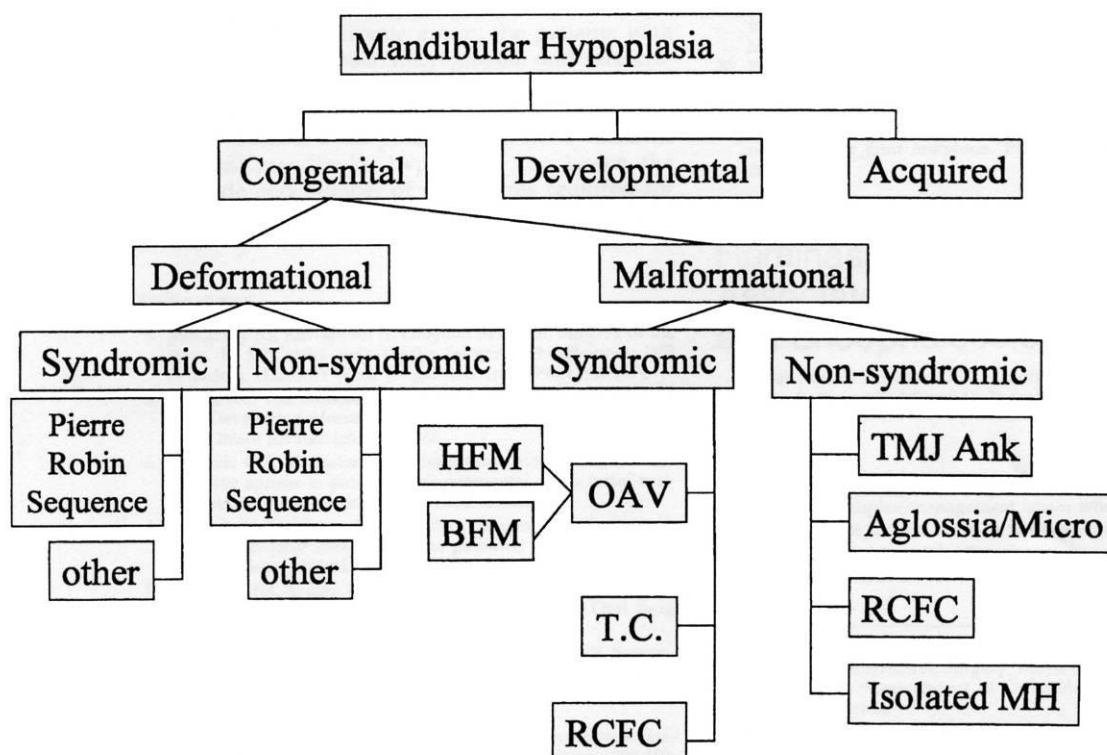 Mandibular Hypoplasia
Congenital
Developmental
Acquired
Deformational
Malformational
Syndromic
Non-syndromic
Syndromic
Non-syndromic
Pierre
Robin
Sequence
other
Pierre
Robin
Sequence
other
HFM
BFM
OAV
T.C.
RCFC
TMJ Ank
Aglossia/Micro
RCFC
Isolated MH